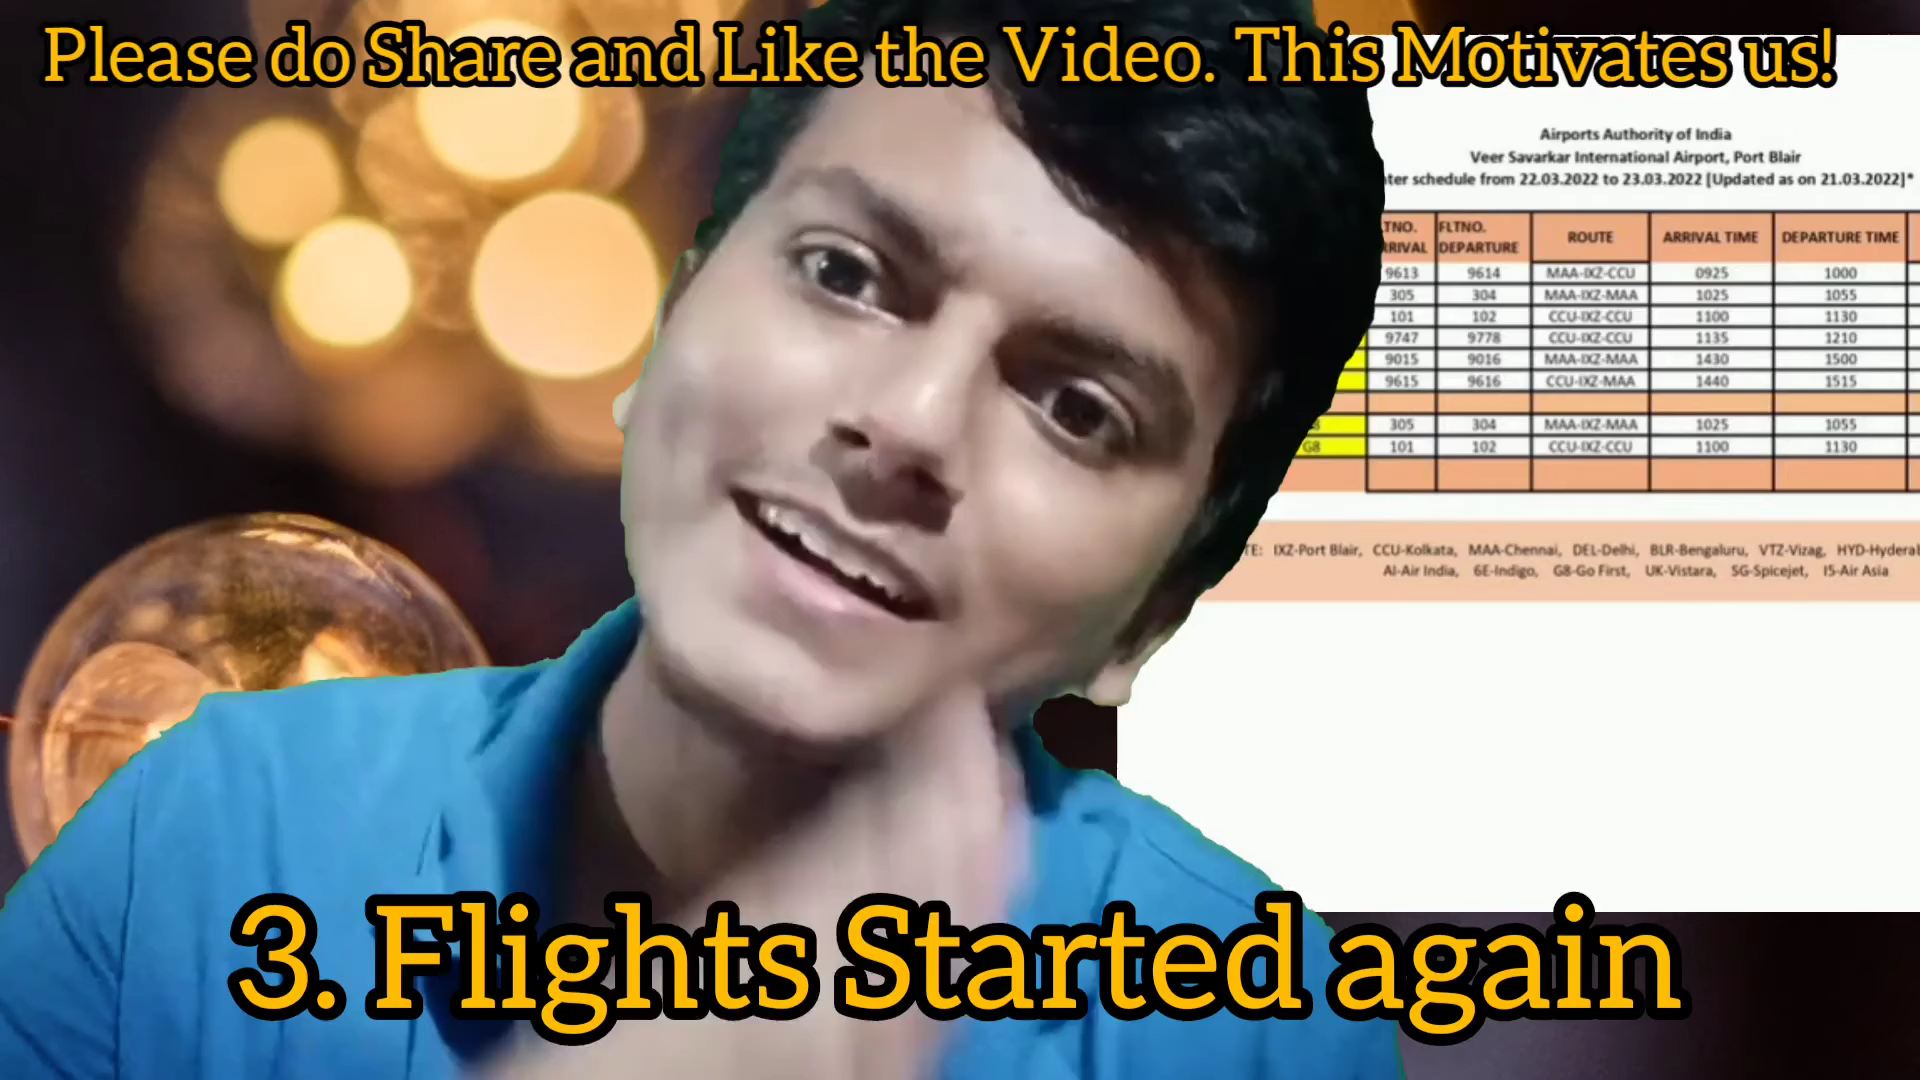 Please do Share and Like the Video. This Motivates us!
Airports Authority of India
Veer Savarkar International Airport, Port Blair
schedule from 22.03.2022 to 23.03.2022 [Updated as on 21.03.2022]*
FLTNO. DEPARTURE ROUTE ARRIVAL TIME DEPARTURE TIME
9613 9614 MAA-IXZ-CCU 0925 1000
305 304 MAA-IXZ-MAA 1025 1055
101 102 CCU-IXZ-CCU 1100 1130
9747 9778 CCU-IXZ-CCU 1135 1210
9015 9016 MAA-IXZ-MAA 1430 1500
9615 9616 CCU-IXZ-MAA 1440 1515
305 304 MAA-IXZ-MAA 1025 1055
G8 101 102 CCU-IXZ-CCU 1100 1130
IXZ-Port Blair, CCU-Kolkata, MAA-Chennai, DEL-Delhi, BLR-Bengaluru, VTZ-Vizag,
AI-Air India, 6E-Indigo, G8-Go First, UK-Vistara, SG-Spicejet, I5-Air Asia
3. Flights Started again